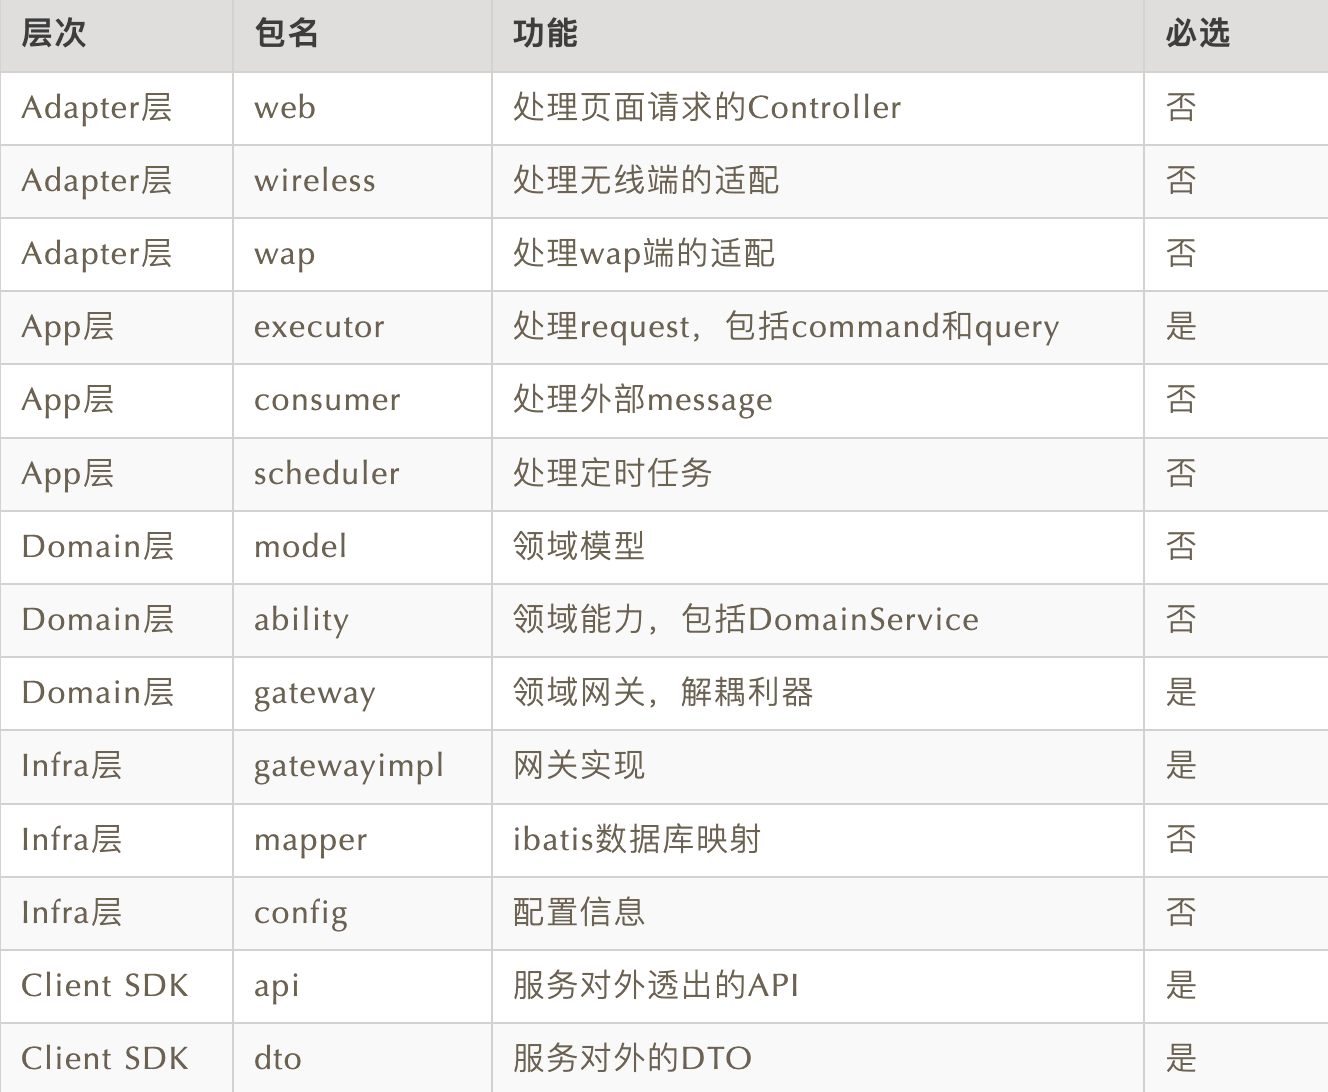 层次 包名 功能 必选
Adapter层 web 处理页面请求的Controller 否
Adapter层 wireless 处理无线端的适配 否
Adapter层 wap 处理wap端的适配 否
App层 executor 处理request，包括command和query 是
App层 consumer 处理外部message 否
App层 scheduler 处理定时任务 否
Domain层 model 领域模型 否
Domain层 ability 领域能力，包括DomainService 否
Domain层 gateway 领域网关，解耦利器 是
Infra层 gatewayimpl 网关实现 是
Infra层 mapper ibatis数据库映射 否
Infra层 config 配置信息 否
Client SDK api 服务对外透出的API 是
Client SDK dto 服务对外的DTO 是